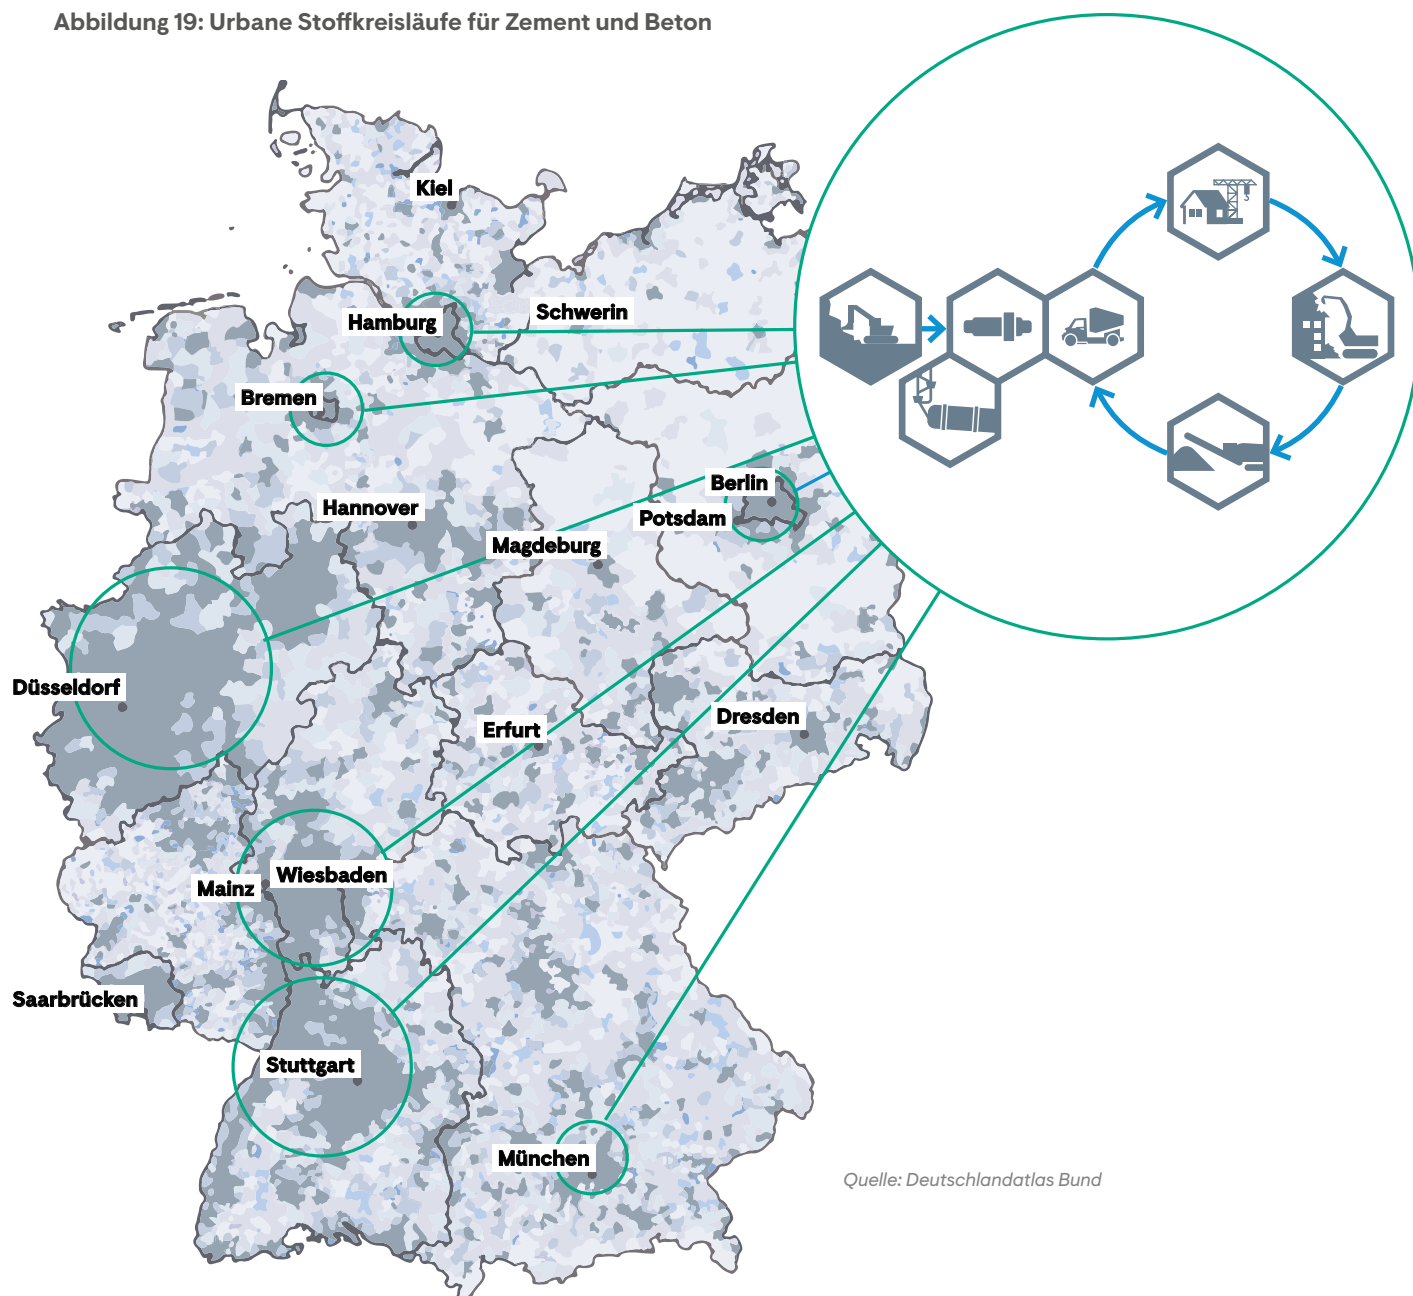 Abbildung 19: Urbane Stoffkreisläufe für Zement und Beton
Kiel
Schwerin
Hamburg
Bremen
Berlin
Hannover
Potsdam
Magdeburg
Düsseldorf
Dresden
Erfurt
Wiesbaden
Mainz
Saarbrücken
Stuttgart
München
Quelle: Deutschlandatlas Bund